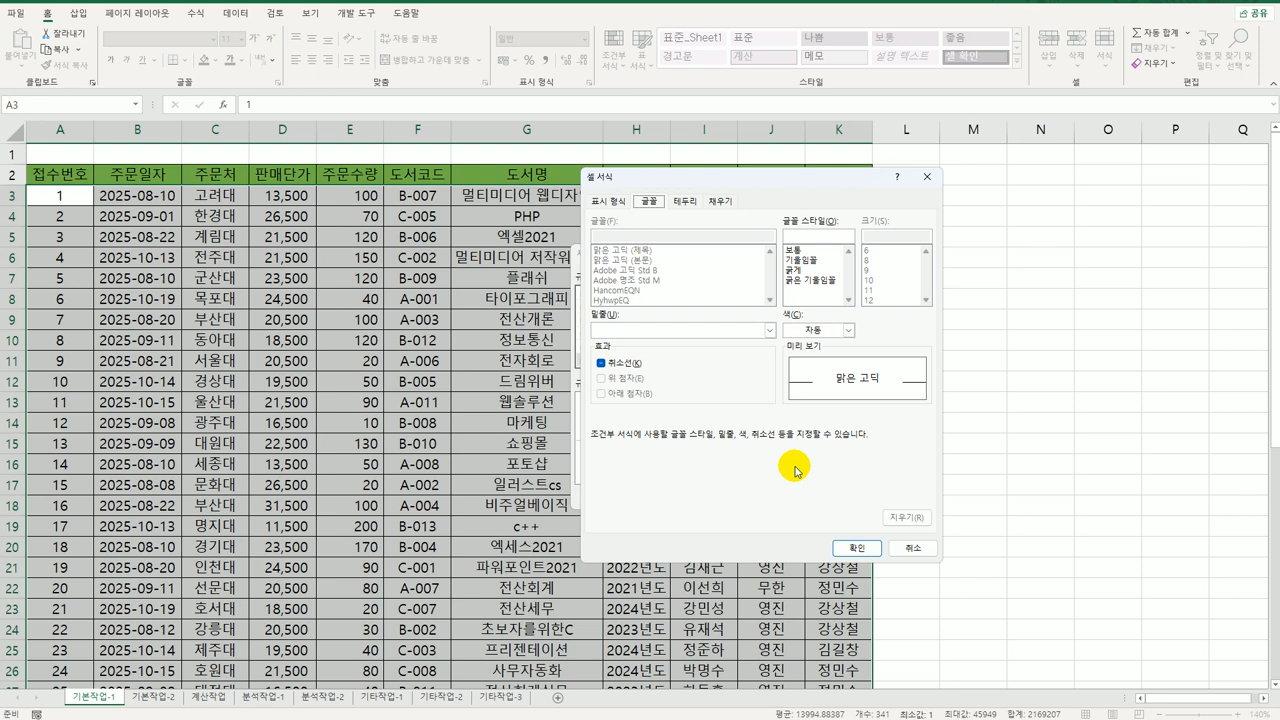 파일 홈 삽입 페이지 레이아웃 수식 데이터 검토 보기 개발 도구 도움말 공유
잘라내기
복사
서식 복사
붙여넣기
클립보드
11
가 가
글꼴
자동 줄 바꿈
병합하고 가운데 맞춤
맞춤
일반
%
표시 형식
조건부 서식
표 서식
표준_Sheet1 표준 나쁨 보통 좋음
경고문 계산 메모 설명 텍스트 셀 확인
스타일
삽입 삭제 서식
셀
자동 합계
채우기
지우기
정렬 및 필터
찾기 및 선택
편집
A3 fx 1
A B C D E F G H I J K L M N O P Q
1
2 접수번호 주문일자 주문처 판매단가 주문수량 도서코드 도서명
3 1 2025-08-10 고려대 13,500 100 B-007 멀티미디어 웹디자
4 2 2025-09-01 한경대 26,500 70 C-005 PHP
5 3 2025-08-22 계림대 21,500 120 B-006 엑셀2021
6 4 2025-10-13 전주대 21,500 150 C-002 멀티미디어 저작워
7 5 2025-08-10 군산대 23,500 120 B-009 플래쉬
8 6 2025-10-19 목포대 24,500 40 A-001 타이포그래피
9 7 2025-08-20 부산대 20,500 100 A-003 전산개론
10 8 2025-09-11 동아대 18,500 120 B-012 정보통신
11 9 2025-08-21 서울대 20,500 20 A-006 전자회로
12 10 2025-10-14 경상대 19,500 50 B-005 드림위버
13 11 2025-10-15 울산대 21,500 90 A-011 웹솔루션
14 12 2025-09-08 광주대 16,500 10 B-008 마케팅
15 13 2025-09-09 대원대 22,500 130 B-010 쇼핑몰
16 14 2025-08-10 세종대 13,500 50 A-008 포토샵
17 15 2025-08-08 문화대 26,500 20 A-002 일러스트cs
18 16 2025-08-22 부산대 31,500 100 A-004 비주얼베이직
19 17 2025-10-13 명지대 11,500 200 B-013 c++
20 18 2025-08-10 경기대 23,500 170 B-004 엑세스2021
21 19 2025-08-20 인천대 24,500 90 C-001 파워포인트2021 2022년도 김재근 영진 강상철
22 20 2025-09-11 선문대 20,500 80 A-007 전산회계 2021년도 이선희 무한 정민수
23 21 2025-10-19 호서대 18,500 20 C-007 전산세무 2024년도 강민성 영진 강상철
24 22 2025-08-12 강릉대 20,500 30 B-002 초보자를위한C 2023년도 유재석 영진 강상철
25 23 2025-10-14 제주대 19,500 40 C-003 프리젠테이션 2024년도 정준하 영진 김길창
26 24 2025-10-15 호원대 21,500 80 C-008 사무자동화 2024년도 박명수 영진 정민수
셀 서식 ?
표시 형식 글꼴 테두리 채우기
글꼴(F): 글꼴 스타일(O): 크기(S):
맑은 고딕 (제목) 보통 6
맑은 고딕 (본문) 기울임꼴 8
Adobe 고딕 Std B 굵게 9
Adobe 명조 Std M 굵은 기울임꼴 10
HancomEQN 11
HyhwpEQ 12
밑줄(U): 색(C):
자동
효과 미리 보기
취소선(K)
위 첨자(E) 맑은 고딕
아래 첨자(B)
조건부 서식에 사용할 글꼴 스타일, 밑줄, 색, 취소선 등을 지정할 수 있습니다.
지우기(R)
확인 취소
기본작업-1 기본작업-2 계산작업 분석작업-1 분석작업-2 기타작업-1 기타작업-2 기타작업-3
준비 평균: 13994.88387 개수: 341 최소값: 1 최대값: 45949 합계: 2169207 140%